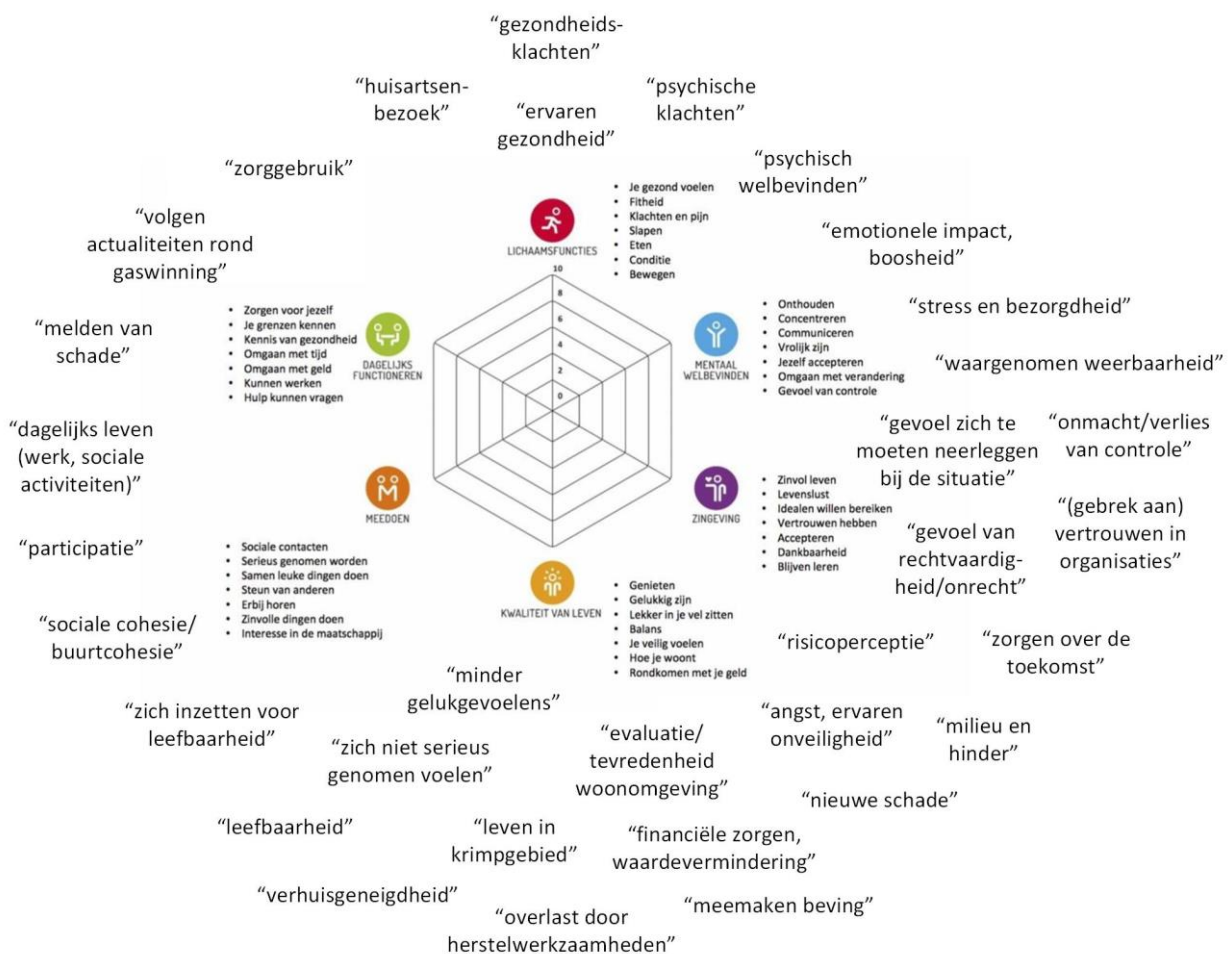 “gezondheids-
klachten”
“huisartsen-
bezoek”
“ervaren
gezondheid”
“psychische
klachten”
“zorggebruik”
“psychisch
welbevinden”
“volgen
actualiteiten rond
gaswinning”
“emotionele impact,
boosheid”
“melden van
schade”
“stress en bezorgdheid”
“waargenomen weerbaarheid”
LICHAAMSFUNCTIES
• Je gezond voelen
• Fitheid
• Klachten en pijn
• Slapen
• Eten
• Conditie
• Bewegen
10
8
6
4
2
0
• Zorgen voor jezelf
• Je grenzen kennen
• Kennis van gezondheid
• Omgaan met tijd
• Omgaan met geld
• Kunnen werken
• Hulp kunnen vragen
DAGELIJKS
FUNCTIONEREN
MENTAAL
WELBEVINDEN
• Onthouden
• Concentreren
• Communiceren
• Vrolijk zijn
• Jezelf accepteren
• Omgaan met verandering
• Gevoel van controle
“dagelijks leven
(werk, sociale
activiteiten)”
“gevoel zich te
moeten neerleggen
bij de situatie”
“onmacht/verlies
van controle”
MEEDOEN
• Sociale contacten
• Serieus genomen worden
• Samen leuke dingen doen
• Steun van anderen
• Erbij horen
• Zinvolle dingen doen
• Interesse in de maatschappij
ZINGEVING
• Zinvol leven
• Levenslust
• Idealen willen bereiken
• Vertrouwen hebben
• Accepteren
• Dankbaarheid
• Blijven leren
“(gebrek aan)
vertrouwen in
organisaties”
“gevoel van
rechtvaardig-
heid/onrecht”
“participatie”
KWALITEIT VAN LEVEN
• Genieten
• Gelukkig zijn
• Lekker in je vel zitten
• Balans
• Je veilig voelen
• Hoe je woont
• Rondkomen met je geld
“sociale cohesie/
buurtcohesie”
“risicoperceptie”
“zorgen over de
toekomst”
“minder
gelukgevoelens”
“zich inzetten voor
leefbaarheid”
“zich niet serieus
genomen voelen”
“evaluatie/
tevredenheid
woonomgeving”
“angst, ervaren
onveiligheid”
“milieu en
hinder”
“nieuwe schade”
“leefbaarheid”
“leven in
krimpgebied”
“financiële zorgen,
waardevermindering”
“verhuisgeneigdheid”
“overlast door
herstelwerkzaamheden”
“meemaken beving”